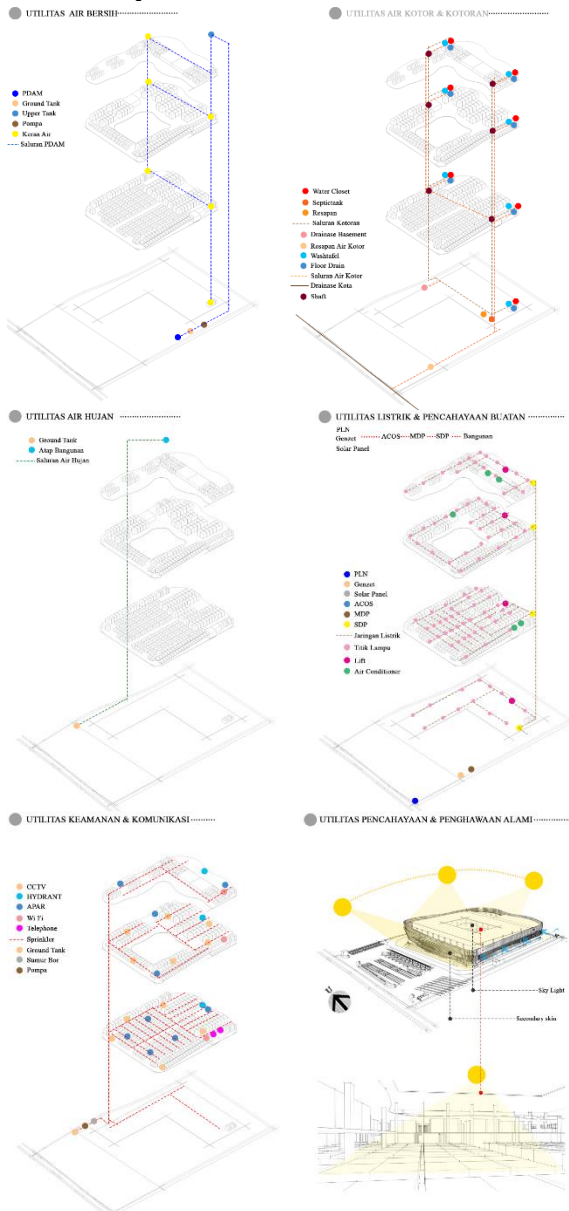 UTILITAS AIR BERSIH
PDAM
Ground Tank
Upper Tank
Pompa
Keran Air
Saluran PDAM
UTILITAS AIR KOTOR & KOTORAN
Water Closet
Septictank
Resapan
Saluran Kotoran
Drainase Basement
Resapan Air Kotor
Washtafel
Floor Drain
Saluran Air Kotor
Drainase Kota
Shaft
UTILITAS AIR HUJAN
Ground Tank
Atap Bangunan
Saluran Air Hujan
UTILITAS LISTRIK & PENCAHAYAAN BUATAN
PLN
Genzet ACOS MDP SDP Bangunan
Solar Panel
PLN
Genzet
Solar Panel
ACOS
MDP
SDP
Jaringan Listrik
Titik Lampu
Lift
Air Conditioner
UTILITAS KEAMANAN & KOMUNIKASI
CCTV
HYDRANT
APAR
Wi Fi
Telephone
Sprinkler
Ground Tank
Sumur Bor
Pompa
UTILITAS PENCAHAYAAN & PENGHAWAAN ALAMI
Sky Light
Secondary skin